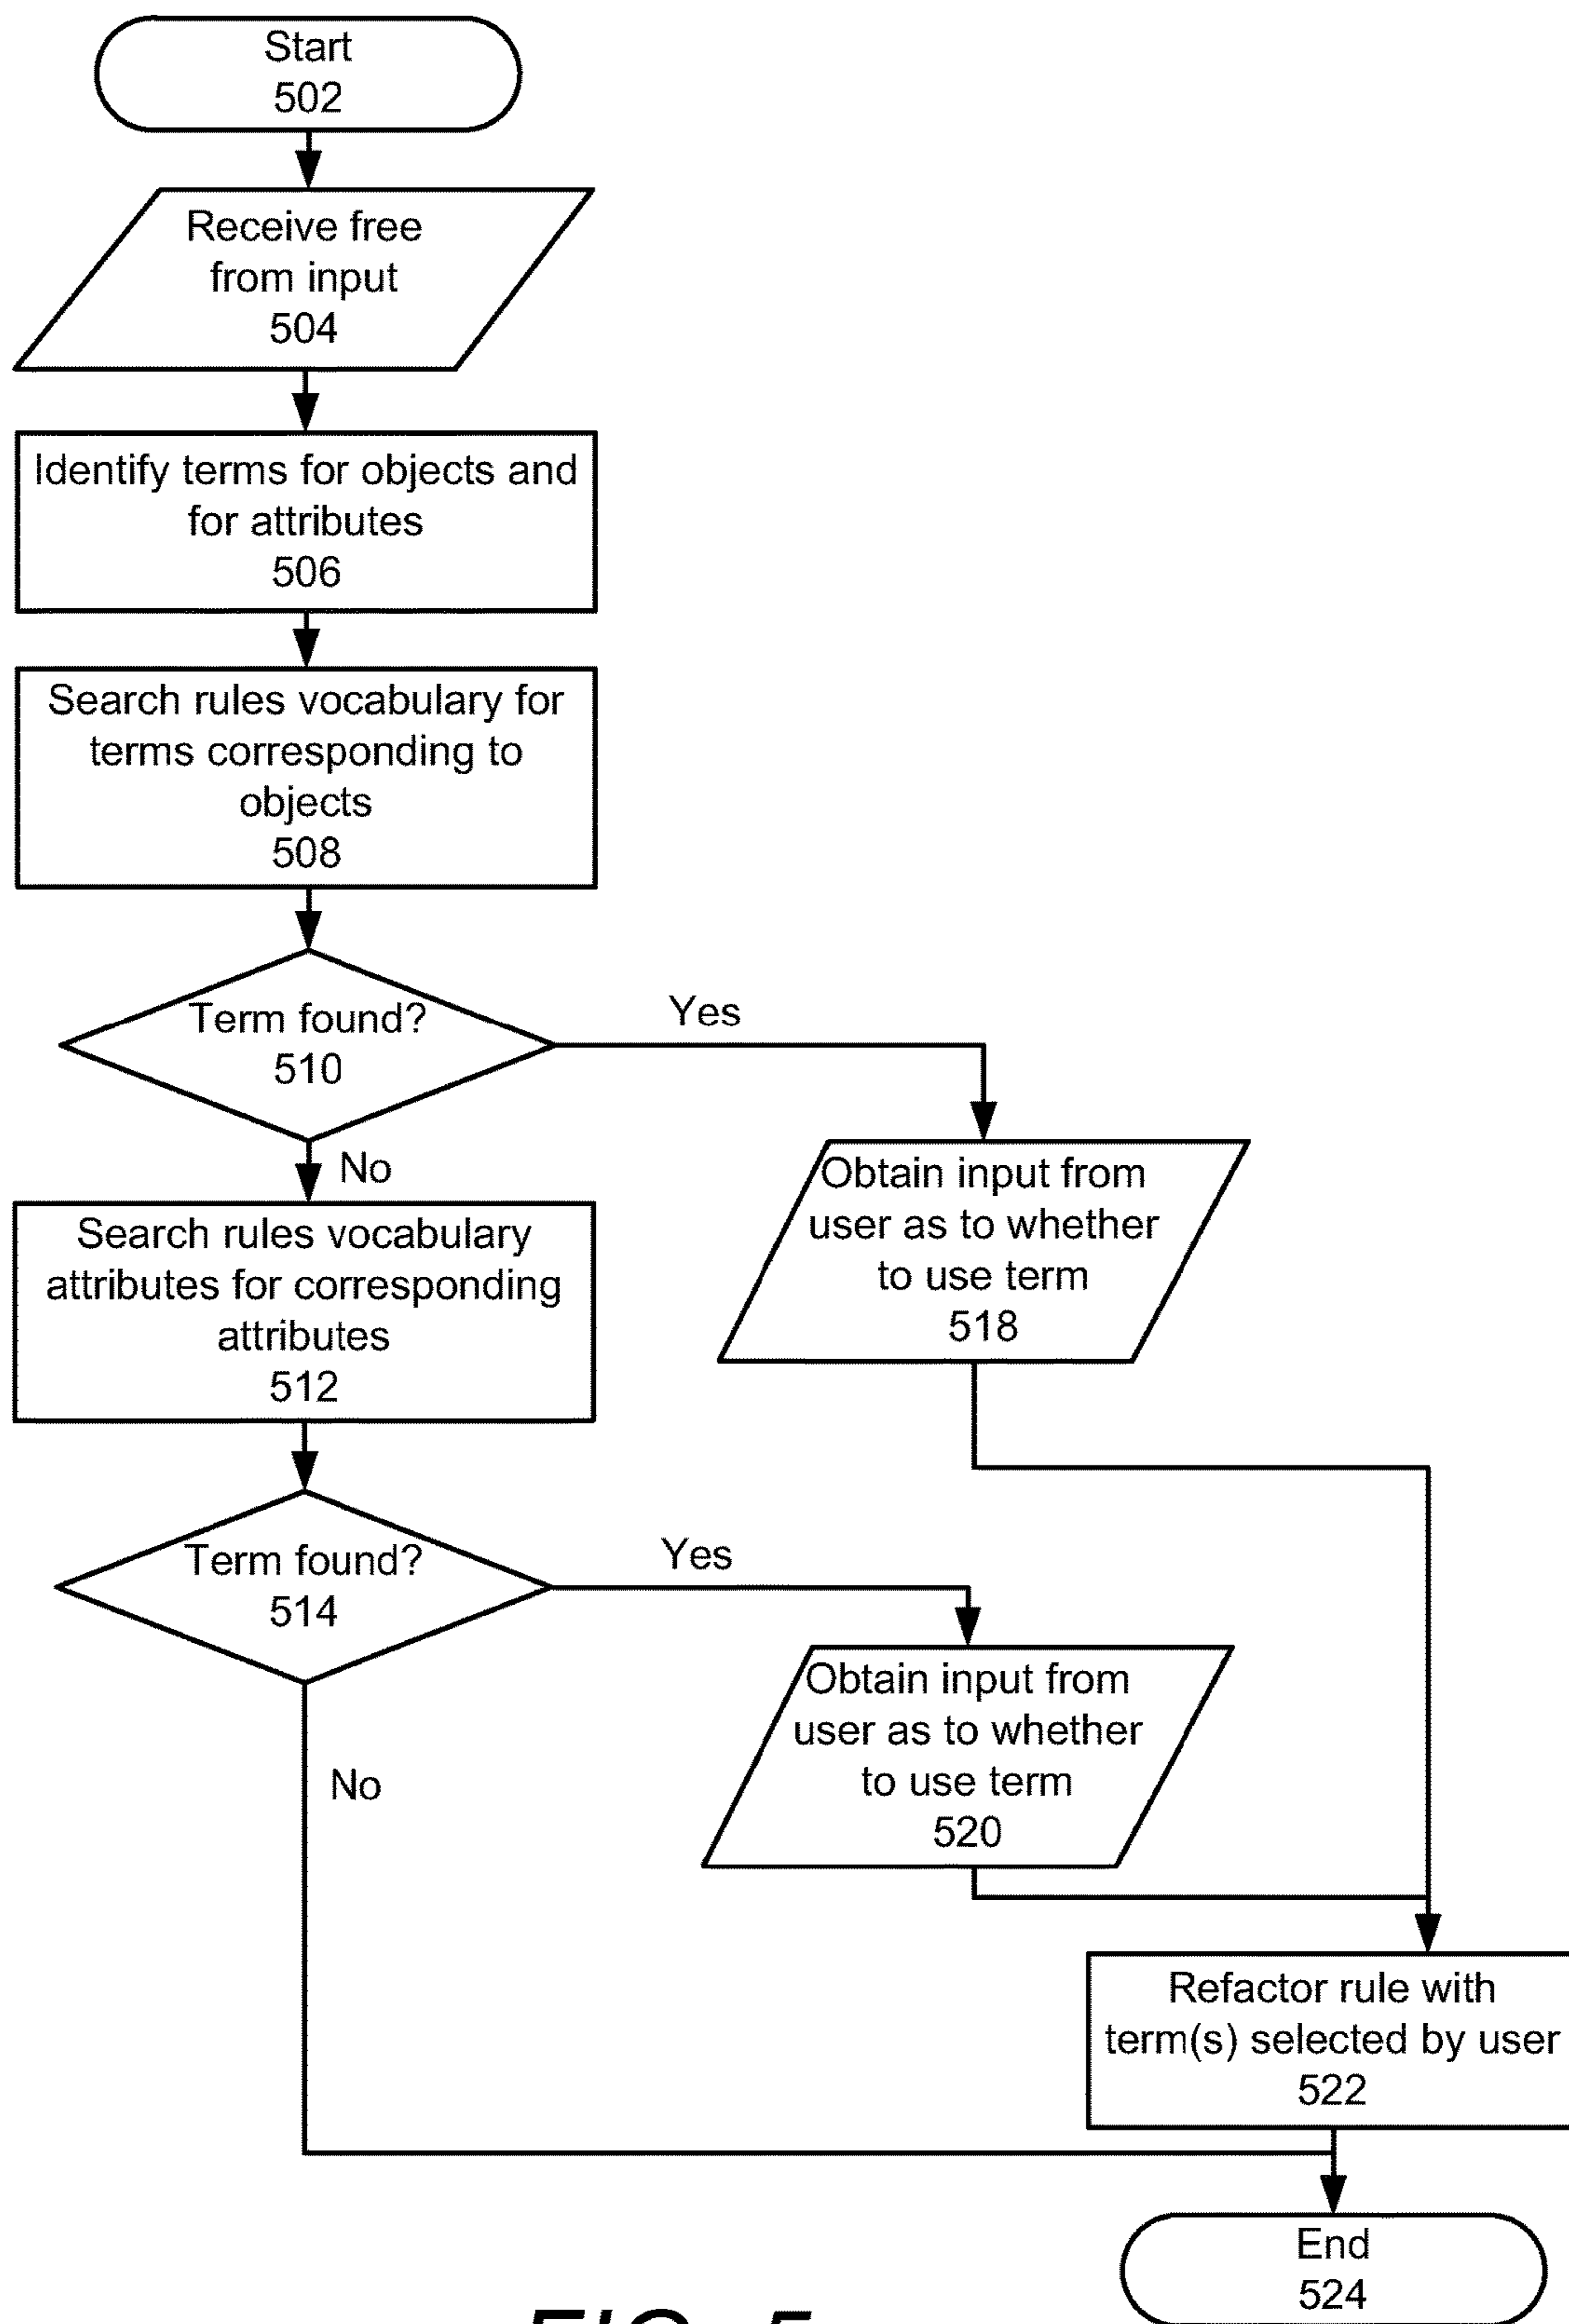 Start
502
Receive free
from input
504
Identify terms for objects and
for attributes
506
Search rules vocabulary for
terms corresponding to
objects
508
Term found?
510
Yes
No
Search rules vocabulary
attributes for corresponding
attributes
512
Obtain input from
user as to whether
to use term
518
Term found?
514
Yes
No
Obtain input from
user as to whether
to use term
520
Refactor rule with
term(s) selected by user
522
End
524
FIG. 5